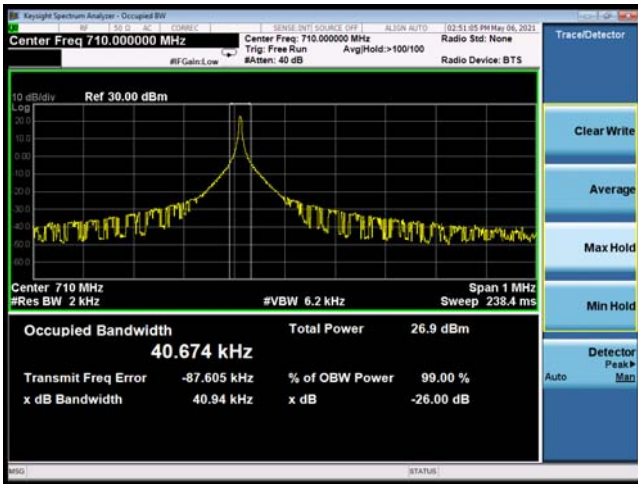 Keysight Spectrum Analyzer - Occupied BW
RF 50 Ω AC CORREC SENSE:INT SOURCE OFF ALIGN AUTO 02:51:05 PM May 06, 2021
Center Freq 710.000000 MHz Center Freq: 710.000000 MHz Radio Std: None Trace/Detector
Trig: Free Run Avg|Hold:>100/100
#IFGain:Low #Atten: 40 dB Radio Device: BTS
10 dB/div Ref 30.00 dBm
Log
20.0
10.0
0.00
-10.0
-20.0
-30.0
-40.0
-50.0
-60.0
Clear Write
Average
Max Hold
Min Hold
Center 710 MHz Span 1 MHz
#Res BW 2 kHz #VBW 6.2 kHz Sweep 238.4 ms
Occupied Bandwidth Total Power 26.9 dBm
40.674 kHz
Transmit Freq Error -87.605 kHz % of OBW Power 99.00 %
x dB Bandwidth 40.94 kHz x dB -26.00 dB
Detector
Peak
Auto Man
MSG STATUS